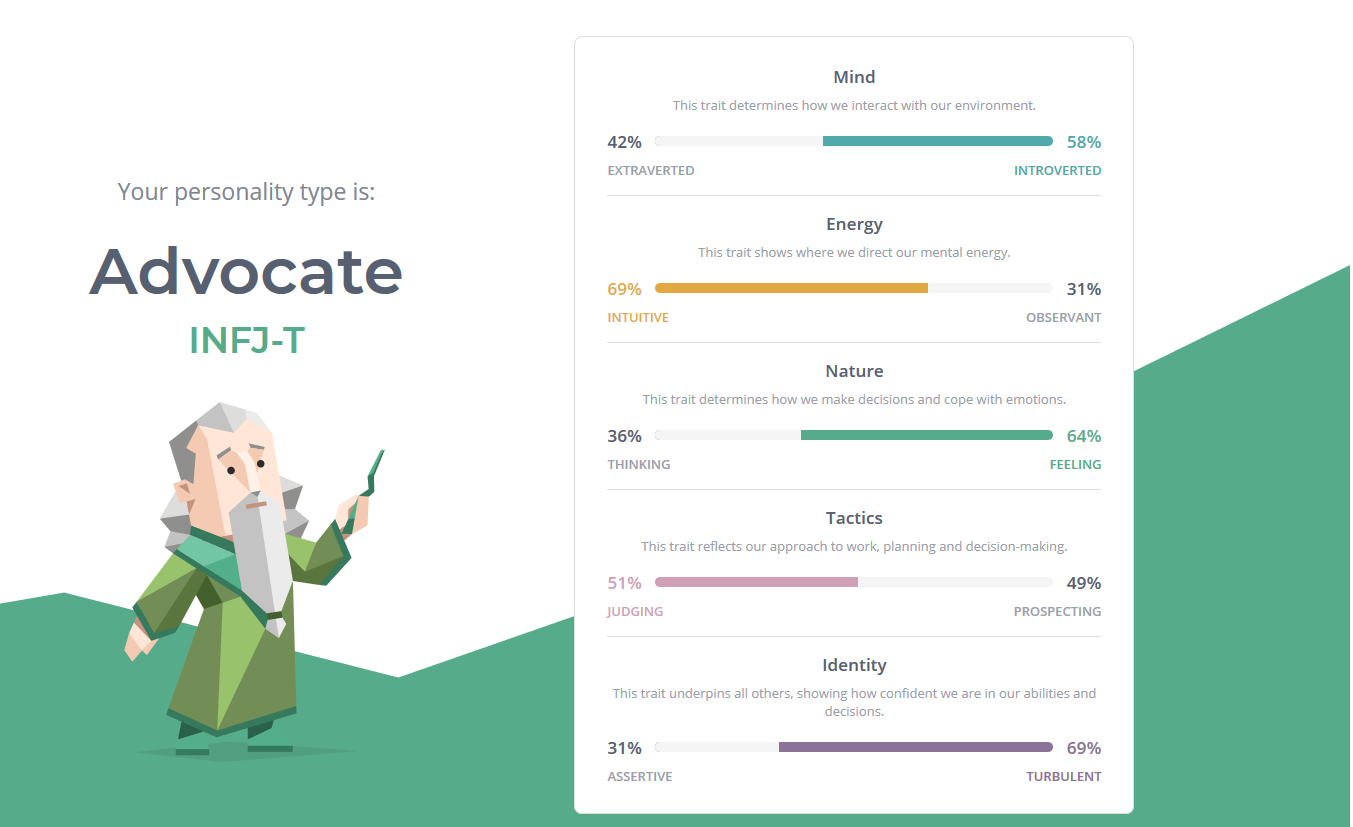 Your personality type is:
Advocate
INFJ-T
Mind
This trait determines how we interact with our environment.
42% 58%
EXTRAVERTED INTROVERTED
Energy
This trait shows where we direct our mental energy.
69% 31%
INTUITIVE OBSERVANT
Nature
This trait determines how we make decisions and cope with emotions.
36% 64%
THINKING FEELING
Tactics
This trait reflects our approach to work, planning and decision-making.
51% 49%
JUDGING PROSPECTING
Identity
This trait underpins all others, showing how confident we are in our abilities and
decisions.
31% 69%
ASSERTIVE TURBULENT